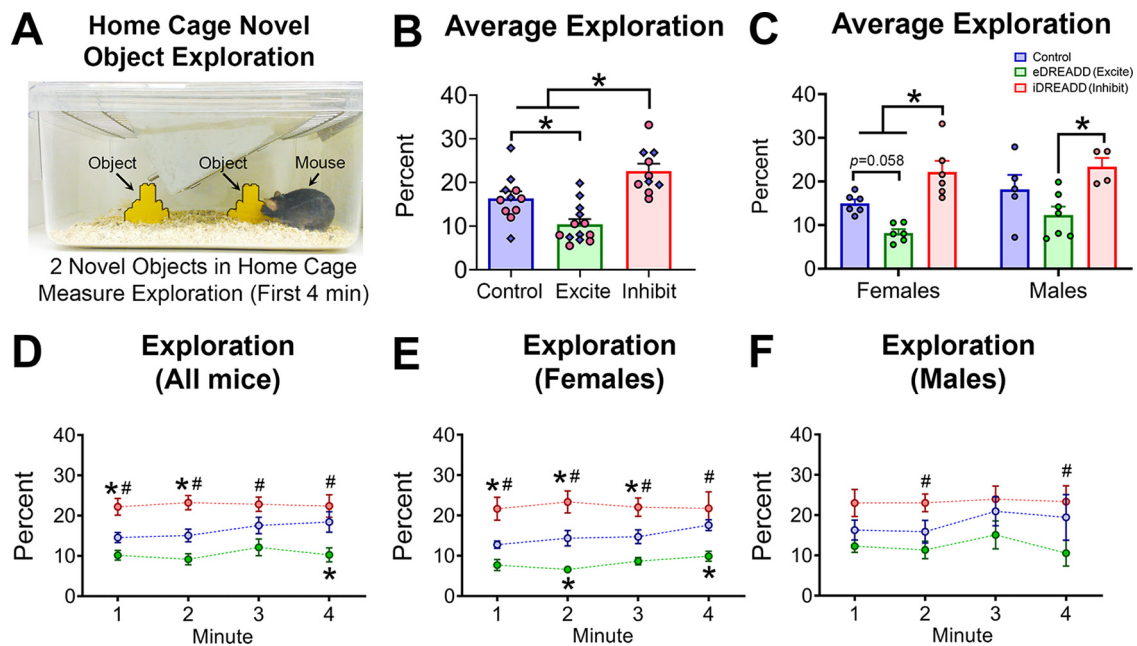 A
Home Cage Novel
Object Exploration
Object
Object
Mouse
2 Novel Objects in Home Cage
Measure Exploration (First 4 min)
B
Average Exploration
Percent
40
30
20
10
0
*
*
Control
Excite
Inhibit
C
Average Exploration
Control
eDREADD (Excite)
iDREADD (Inhibit)
Percent
40
30
20
10
0
*
p=0.058
*
Females
Males
D
Exploration
(All mice)
Percent
40
30
20
10
0
*#
*#
#
#
*
1
2
3
4
Minute
E
Exploration
(Females)
Percent
40
30
20
10
0
*#
*#
*#
#
*
*
1
2
3
4
Minute
F
Exploration
(Males)
Percent
40
30
20
10
0
#
#
1
2
3
4
Minute